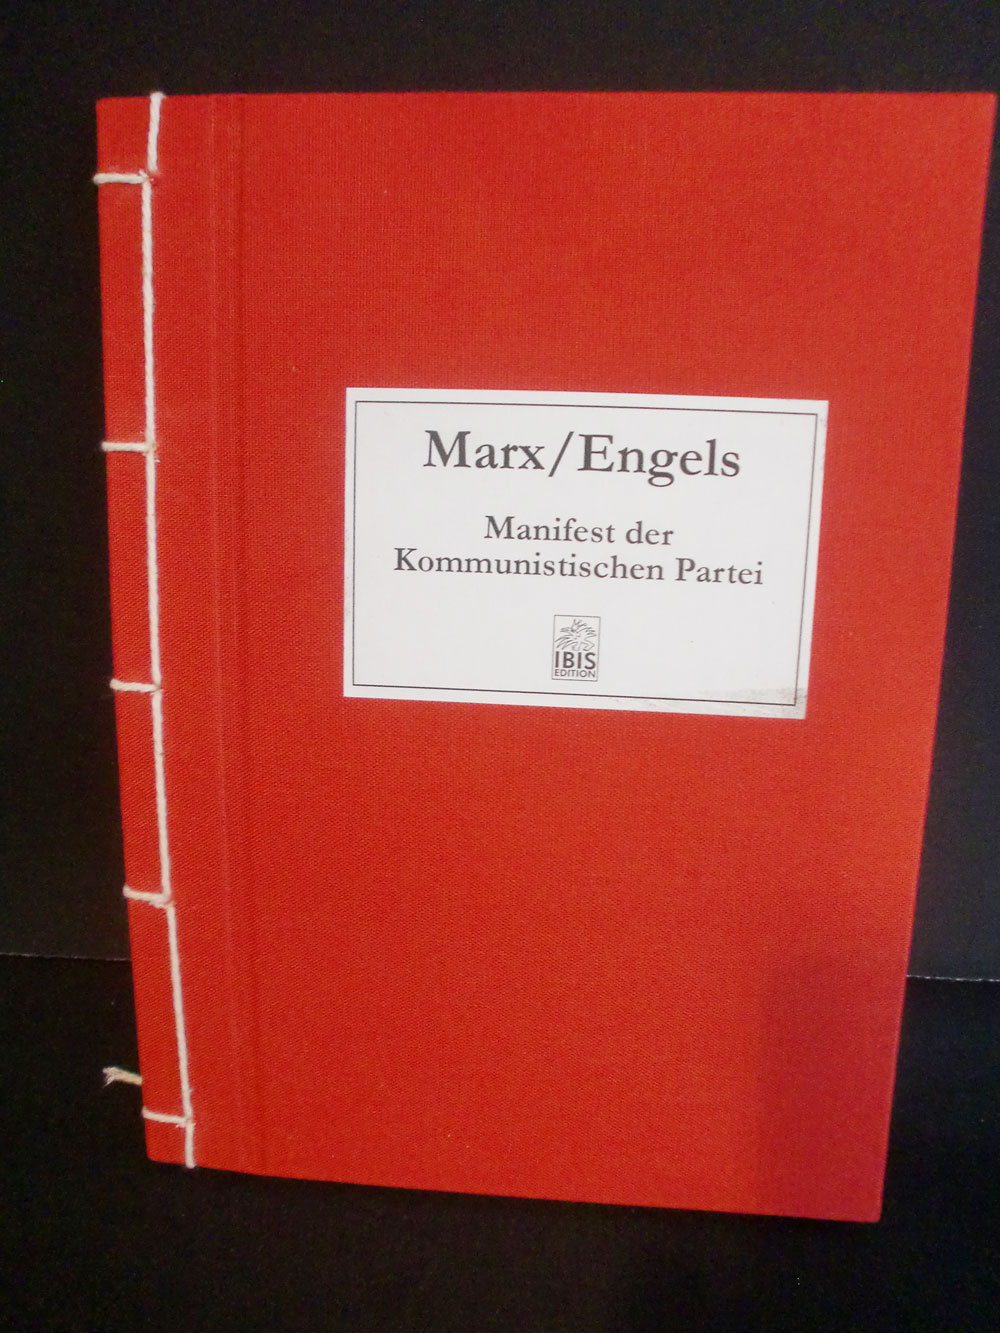 Marx/Engels
Manifest der
Kommunistischen Partei
IBIS
EDITION